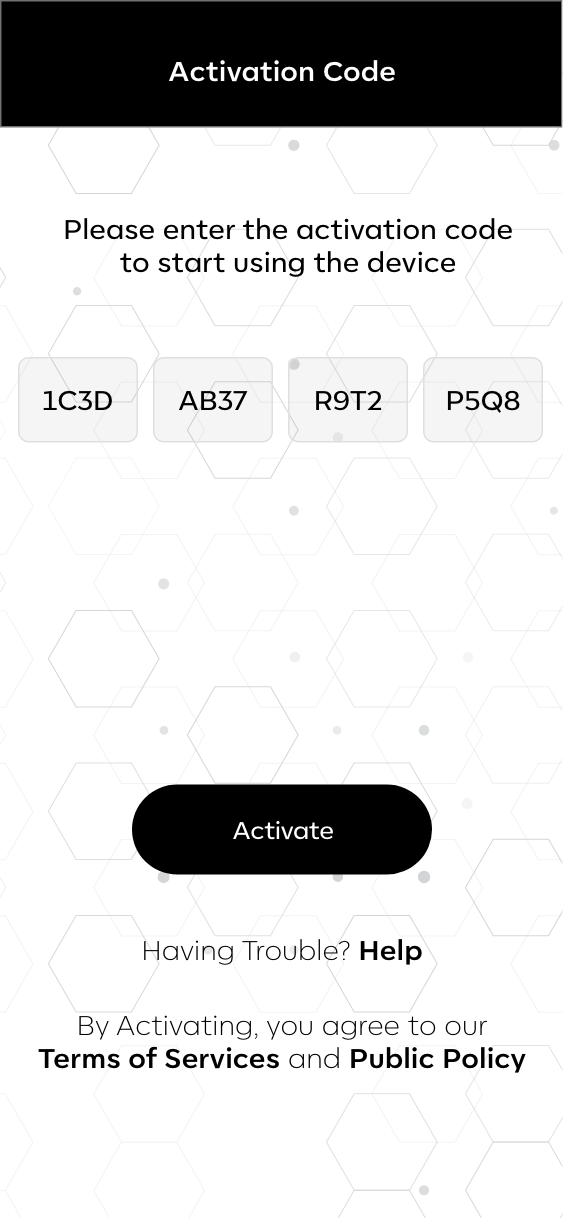 Activation Code
Please enter the activation code
to start using the device
1C3D AB37 R9T2 P5Q8
Activate
Having Trouble? Help
By Activating, you agree to our
Terms of Services and Public Policy